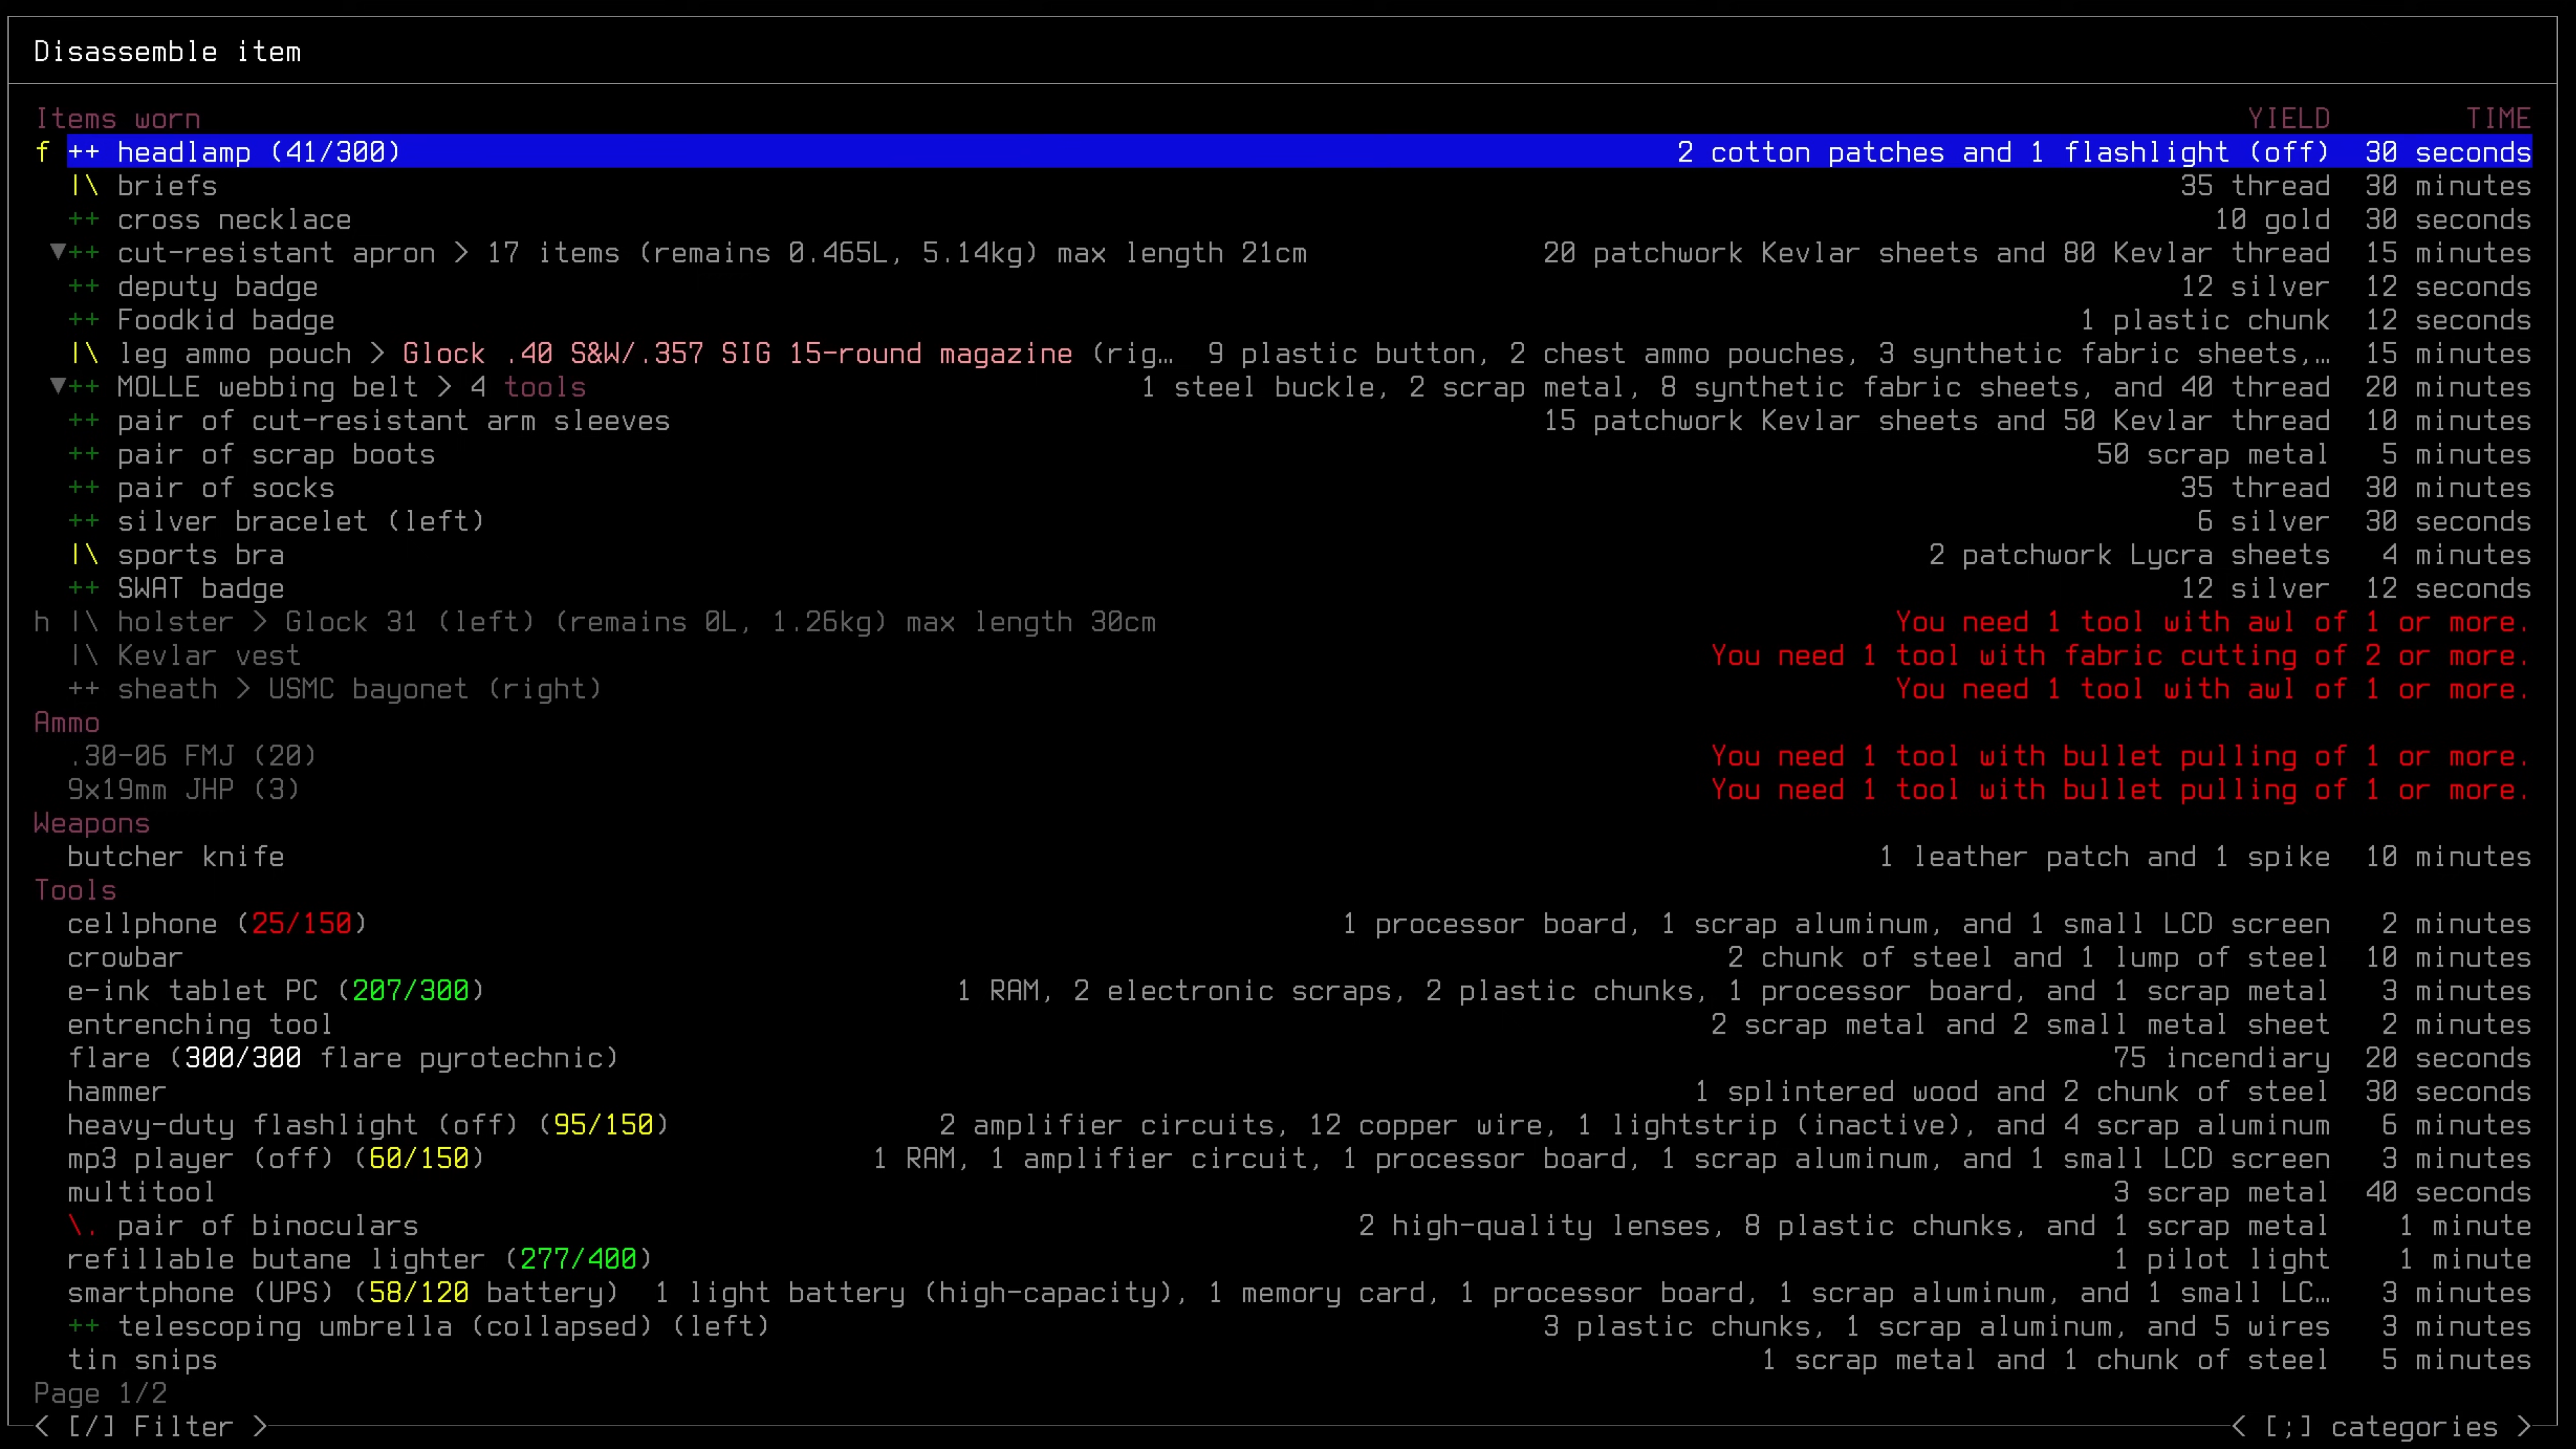 Disassemble item
Items worn YIELD TIME
f ++ headlamp (41/300) 2 cotton patches and 1 flashlight (off) 30 seconds
|\ briefs 35 thread 30 minutes
++ cross necklace 10 gold 30 seconds
▼++ cut-resistant apron > 17 items (remains 0.465L, 5.14kg) max length 21cm 20 patchwork Kevlar sheets and 80 Kevlar thread 15 minutes
++ deputy badge 12 silver 12 seconds
++ Foodkid badge 1 plastic chunk 12 seconds
|\ leg ammo pouch > Glock .40 S&W/.357 SIG 15-round magazine (rig… 9 plastic button, 2 chest ammo pouches, 3 synthetic fabric sheets,… 15 minutes
▼++ MOLLE webbing belt > 4 tools 1 steel buckle, 2 scrap metal, 8 synthetic fabric sheets, and 40 thread 20 minutes
++ pair of cut-resistant arm sleeves 15 patchwork Kevlar sheets and 50 Kevlar thread 10 minutes
++ pair of scrap boots 50 scrap metal 5 minutes
++ pair of socks 35 thread 30 minutes
++ silver bracelet (left) 6 silver 30 seconds
|\ sports bra 2 patchwork Lycra sheets 4 minutes
++ SWAT badge 12 silver 12 seconds
h |\ holster > Glock 31 (left) (remains 0L, 1.26kg) max length 30cm You need 1 tool with awl of 1 or more.
|\ Kevlar vest You need 1 tool with fabric cutting of 2 or more.
++ sheath > USMC bayonet (right) You need 1 tool with awl of 1 or more.
Ammo
.30-06 FMJ (20) You need 1 tool with bullet pulling of 1 or more.
9x19mm JHP (3) You need 1 tool with bullet pulling of 1 or more.
Weapons
butcher knife 1 leather patch and 1 spike 10 minutes
Tools
cellphone (25/150) 1 processor board, 1 scrap aluminum, and 1 small LCD screen 2 minutes
crowbar 2 chunk of steel and 1 lump of steel 10 minutes
e-ink tablet PC (207/300) 1 RAM, 2 electronic scraps, 2 plastic chunks, 1 processor board, and 1 scrap metal 3 minutes
entrenching tool 2 scrap metal and 2 small metal sheet 2 minutes
flare (300/300 flare pyrotechnic) 75 incendiary 20 seconds
hammer 1 splintered wood and 2 chunk of steel 30 seconds
heavy-duty flashlight (off) (95/150) 2 amplifier circuits, 12 copper wire, 1 lightstrip (inactive), and 4 scrap aluminum 6 minutes
mp3 player (off) (60/150) 1 RAM, 1 amplifier circuit, 1 processor board, 1 scrap aluminum, and 1 small LCD screen 3 minutes
multitool 3 scrap metal 40 seconds
\. pair of binoculars 2 high-quality lenses, 8 plastic chunks, and 1 scrap metal 1 minute
refillable butane lighter (277/400) 1 pilot light 1 minute
smartphone (UPS) (58/120 battery) 1 light battery (high-capacity), 1 memory card, 1 processor board, 1 scrap aluminum, and 1 small LC… 3 minutes
++ telescoping umbrella (collapsed) (left) 3 plastic chunks, 1 scrap aluminum, and 5 wires 3 minutes
tin snips 1 scrap metal and 1 chunk of steel 5 minutes
Page 1/2
< [/] Filter > < [;] categories >